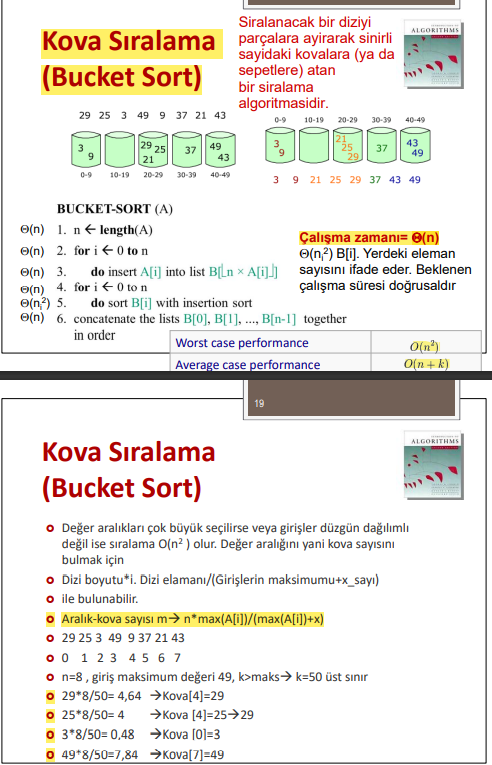 Kova Sıralama
(Bucket Sort)
Siralanacak bir diziyi
parçalara ayirarak sinirli
sayidaki kovalara (ya da
sepetlere) atan
bir siralama
algoritmasidir.
ALGORITHMS
29 25 3 49 9 37 21 43
3
9
29 25
21
37
49
43
0-9 10-19 20-29 30-39 40-49
0-9 10-19 20-29 30-39 40-49
3
9
21
25
29
37
43
49
3 9 21 25 29 37 43 49
BUCKET-SORT (A)
Θ(n) 1. n ← length(A)
Θ(n) 2. for i ← 0 to n
Θ(n) 3. do insert A[i] into list B[⌊n × A[i]⌋]
Θ(n) 4. for i ← 0 to n
Θ(nᵢ²) 5. do sort B[i] with insertion sort
Θ(n) 6. concatenate the lists B[0], B[1], ..., B[n-1] together
in order
Çalışma zamanı= Θ(n)
Θ(nᵢ²) B[i]. Yerdeki eleman
sayısını ifade eder. Beklenen
çalışma süresi doğrusaldır
Worst case performance O(n²)
Average case performance O(n + k)
19
Kova Sıralama
(Bucket Sort)
ALGORITHMS
Değer aralıkları çok büyük seçilirse veya girişler düzgün dağılımlı
değil ise sıralama O(n² ) olur. Değer aralığını yani kova sayısını
bulmak için
Dizi boyutu*i. Dizi elamanı/(Girişlerin maksimumu+x_sayı)
ile bulunabilir.
Aralık-kova sayısı m→ n*max(A[i])/(max(A[i])+x)
29 25 3 49 9 37 21 43
0 1 2 3 4 5 6 7
n=8 , giriş maksimum değeri 49, k>maks→ k=50 üst sınır
29*8/50= 4,64 →Kova[4]=29
25*8/50= 4 →Kova [4]=25→29
3*8/50= 0,48 →Kova [0]=3
49*8/50=7,84 →Kova[7]=49